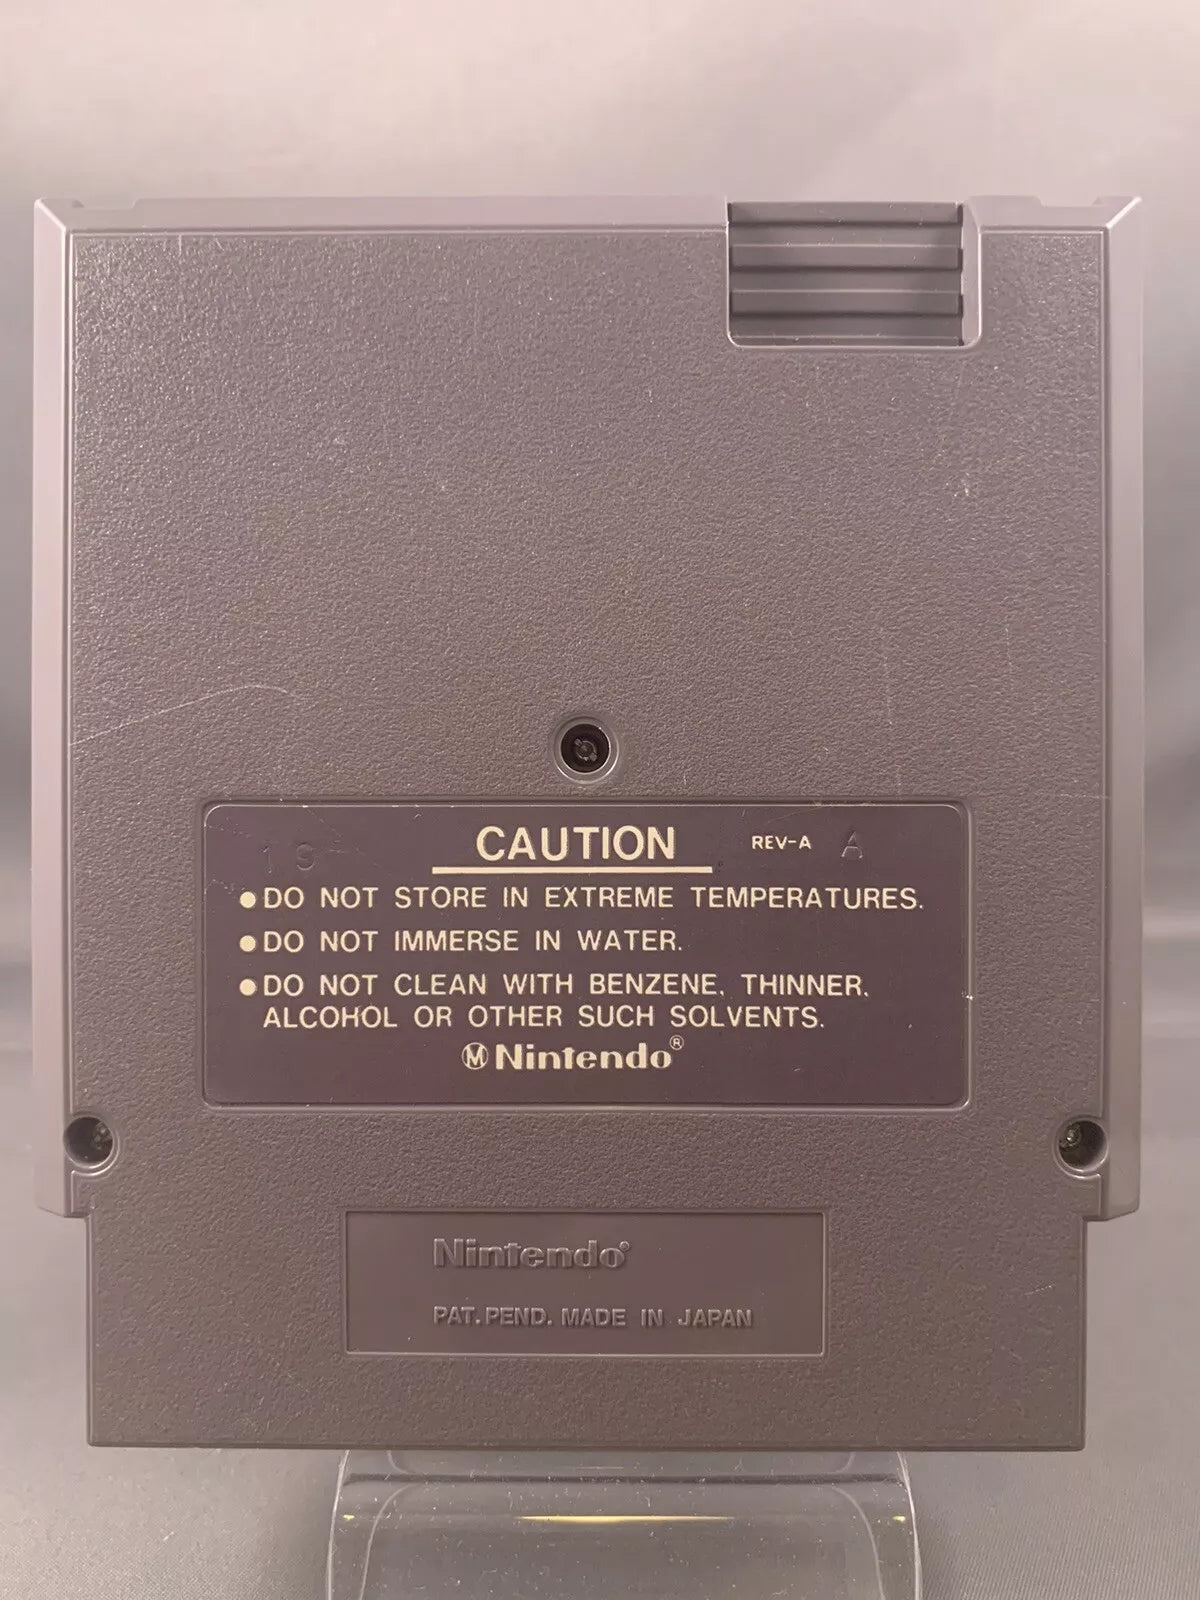 CAUTION REV-A A
19
●DO NOT STORE IN EXTREME TEMPERATURES.
●DO NOT IMMERSE IN WATER.
●DO NOT CLEAN WITH BENZENE, THINNER,
ALCOHOL OR OTHER SUCH SOLVENTS.
Ⓜ Nintendo®
Nintendo®
PAT. PEND. MADE IN JAPAN